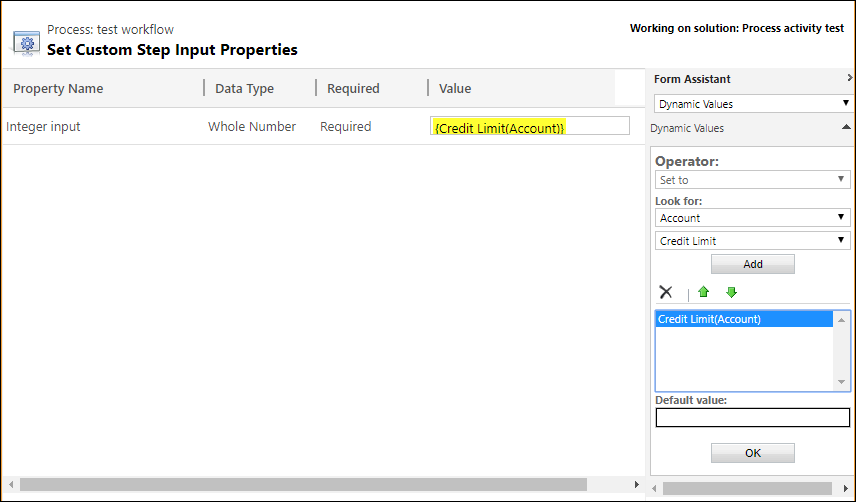 Process: test workflow
Set Custom Step Input Properties
Working on solution: Process activity test
Property Name Data Type Required Value
Integer input Whole Number Required {Credit Limit(Account)}
Form Assistant
Dynamic Values
Dynamic Values
Operator:
Set to
Look for:
Account
Credit Limit
Add
Credit Limit(Account)
Default value:
OK